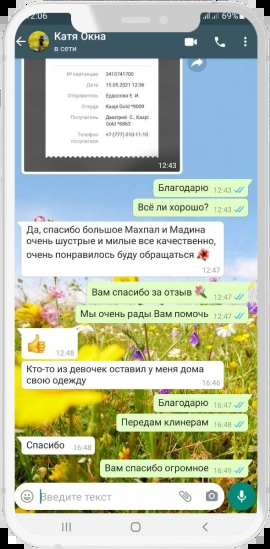 2.06
69%
Катя Окна
в сети
№ квитанции 3415741700
Дата 15.05.2021 12:36
Отправитель Ердосова Е. И.
Откуда Kaspi Gold *9009
Получатель Дмитрий С., Kaspi
Gold *6863
Телефон +7 (777) 010-11-10
получателя
12:43
Благодарю 12:43
Всё ли хорошо? 12:43
Да, спасибо большое Махпал и Мадина
очень шустрые и милые все качественно,
очень понравилось буду обращаться
12:47
Вам спасибо за отзыв 12:47
Мы очень рады Вам помочь 12:47
12:48
Кто-то из девочек оставил у меня дома
свою одежду 16:46
Благодарю 16:47
Передам клинерам 16:48
Спасибо 16:48
Вам спасибо огромное 16:49
Введите текст